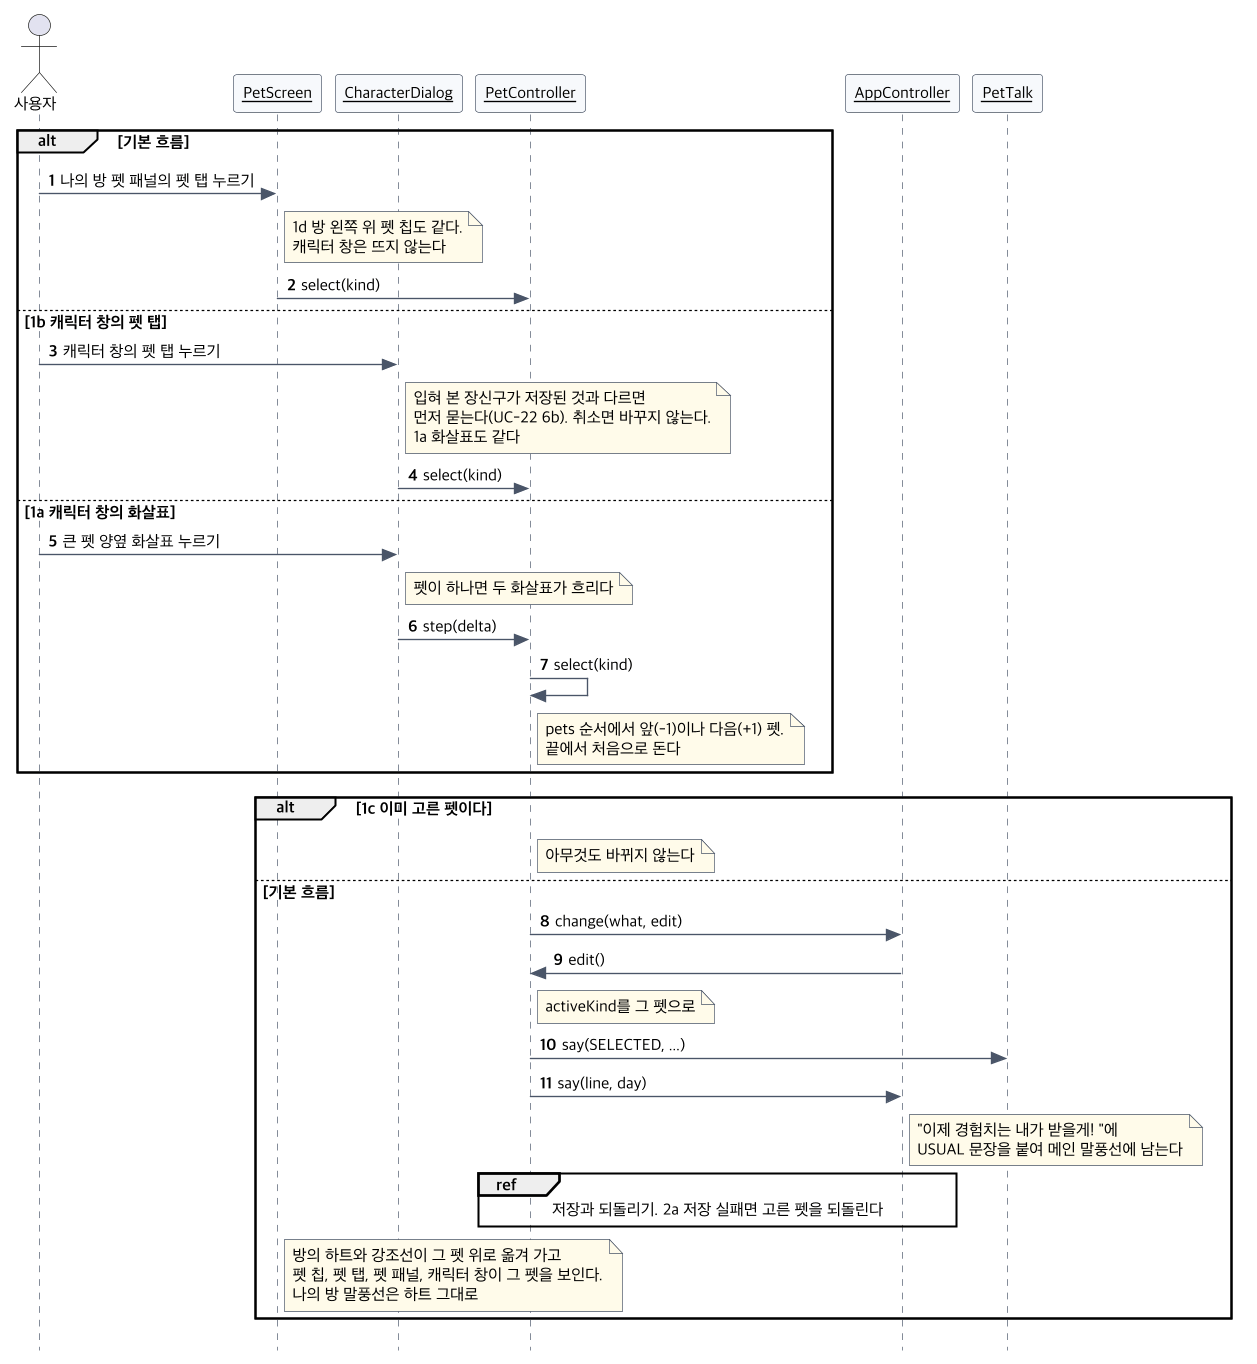 사용자
PetScreen
CharacterDialog
PetController
AppController
PetTalk
alt
[기본 흐름]
1 나의 방 펫 패널의 펫 탭 누르기
1d 방 왼쪽 위 펫 칩도 같다.
캐릭터 창은 뜨지 않는다
2 select(kind)
[1b 캐릭터 창의 펫 탭]
3 캐릭터 창의 펫 탭 누르기
입혀 본 장신구가 저장된 것과 다르면
먼저 묻는다(UC-22 6b). 취소면 바꾸지 않는다.
1a 화살표도 같다
4 select(kind)
[1a 캐릭터 창의 화살표]
5 큰 펫 양옆 화살표 누르기
펫이 하나면 두 화살표가 흐리다
6 step(delta)
7 select(kind)
pets 순서에서 앞(-1)이나 다음(+1) 펫.
끝에서 처음으로 돈다
alt
[1c 이미 고른 펫이다]
아무것도 바뀌지 않는다
[기본 흐름]
8 change(what, edit)
9 edit()
activeKind를 그 펫으로
10 say(SELECTED, ...)
11 say(line, day)
"이제 경험치는 내가 받을게! "에
USUAL 문장을 붙여 메인 말풍선에 남는다
ref
저장과 되돌리기. 2a 저장 실패면 고른 펫을 되돌린다
방의 하트와 강조선이 그 펫 위로 옮겨 가고
펫 칩, 펫 탭, 펫 패널, 캐릭터 창이 그 펫을 보인다.
나의 방 말풍선은 하트 그대로